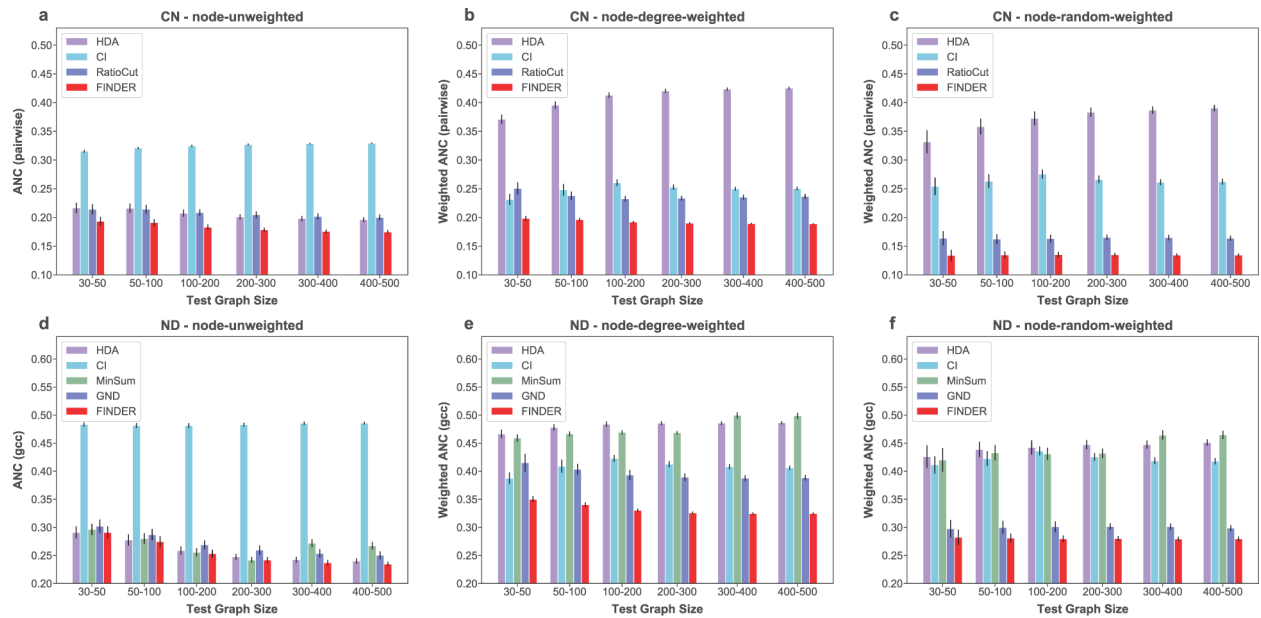 a
CN - node-unweighted
ANC (pairwise)
0.50
0.45
0.40
0.35
0.30
0.25
0.20
0.15
0.10
HDA
CI
RatioCut
FINDER
30-50
50-100
100-200
200-300
300-400
400-500
Test Graph Size
b
CN - node-degree-weighted
Weighted ANC (pairwise)
0.50
0.45
0.40
0.35
0.30
0.25
0.20
0.15
0.10
HDA
CI
RatioCut
FINDER
30-50
50-100
100-200
200-300
300-400
400-500
Test Graph Size
c
CN - node-random-weighted
Weighted ANC (pairwise)
0.50
0.45
0.40
0.35
0.30
0.25
0.20
0.15
0.10
HDA
CI
RatioCut
FINDER
30-50
50-100
100-200
200-300
300-400
400-500
Test Graph Size
d
ND - node-unweighted
ANC (gcc)
0.60
0.55
0.50
0.45
0.40
0.35
0.30
0.25
0.20
HDA
CI
MinSum
GND
FINDER
30-50
50-100
100-200
200-300
300-400
400-500
Test Graph Size
e
ND - node-degree-weighted
Weighted ANC (gcc)
0.60
0.55
0.50
0.45
0.40
0.35
0.30
0.25
0.20
HDA
CI
MinSum
GND
FINDER
30-50
50-100
100-200
200-300
300-400
400-500
Test Graph Size
f
ND - node-random-weighted
Weighted ANC (gcc)
0.60
0.55
0.50
0.45
0.40
0.35
0.30
0.25
0.20
HDA
CI
MinSum
GND
FINDER
30-50
50-100
100-200
200-300
300-400
400-500
Test Graph Size